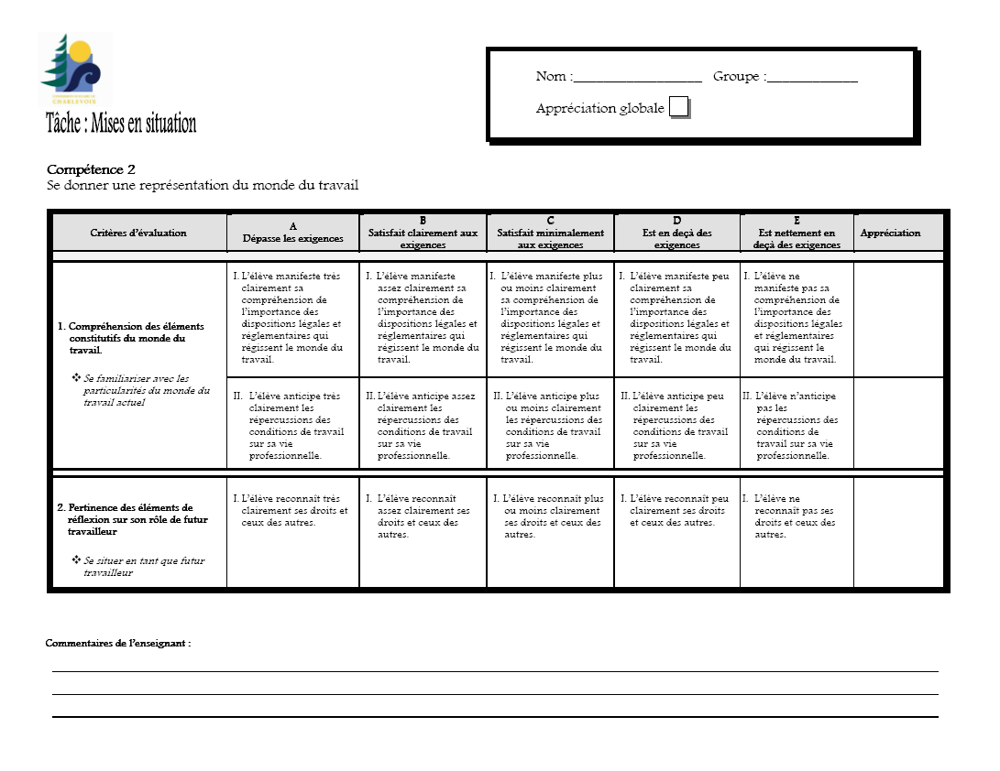 CHARLEVOIX
Tâche : Mises en situation
Nom :__________________ Groupe :_____________
Appréciation globale
Compétence 2
Se donner une représentation du monde du travail
Critères d'évaluation
A
Dépasse les exigences
B
Satisfait clairement aux
exigences
C
Satisfait minimalement
aux exigences
D
Est en deçà des
exigences
E
Est nettement en
deçà des exigences
Appréciation
1. Compréhension des éléments
constitutifs du monde du
travail.
❖ Se familiariser avec les
particularités du monde du
travail actuel
I. L'élève manifeste très
clairement sa
compréhension de
l'importance des
dispositions légales et
réglementaires qui
régissent le monde du
travail.
I. L'élève manifeste
assez clairement sa
compréhension de
l'importance des
dispositions légales et
réglementaires qui
régissent le monde du
travail.
I. L'élève manifeste plus
ou moins clairement
sa compréhension de
l'importance des
dispositions légales et
réglementaires qui
régissent le monde du
travail.
I. L'élève manifeste peu
clairement sa
compréhension de
l'importance des
dispositions légales et
réglementaires qui
régissent le monde du
travail.
I. L'élève ne
manifeste pas sa
compréhension de
l'importance des
dispositions légales
et réglementaires
qui régissent le
monde du travail.
II. L'élève anticipe très
clairement les
répercussions des
conditions de travail
sur sa vie
professionnelle.
II. L'élève anticipe assez
clairement les
répercussions des
conditions de travail
sur sa vie
professionnelle.
II. L'élève anticipe plus
ou moins clairement
les répercussions des
conditions de travail
sur sa vie
professionnelle.
II. L'élève anticipe peu
clairement les
répercussions des
conditions de travail
sur sa vie
professionnelle.
II. L'élève n'anticipe
pas les
répercussions des
conditions de
travail sur sa vie
professionnelle.
2. Pertinence des éléments de
réflexion sur son rôle de futur
travailleur
❖ Se situer en tant que futur
travailleur
I. L'élève reconnaît très
clairement ses droits et
ceux des autres.
I. L'élève reconnaît
assez clairement ses
droits et ceux des
autres.
I. L'élève reconnaît plus
ou moins clairement
ses droits et ceux des
autres.
I. L'élève reconnaît peu
clairement ses droits
et ceux des autres.
I. L'élève ne
reconnaît pas ses
droits et ceux des
autres.
Commentaires de l'enseignant :